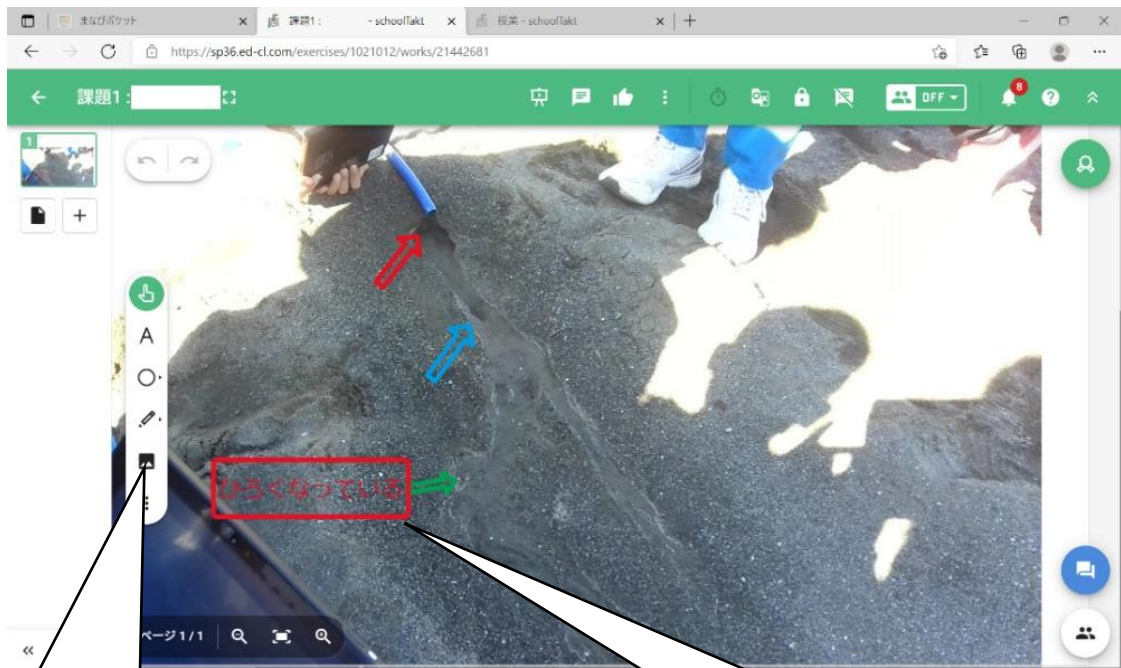 まなびポケット
課題1: - schoolTakt
授業 - schoolTakt
https://sp36.ed-cl.com/exercises/1021012/works/21442681
課題1:
OFF
8
1
A
ひろくなっている
ページ 1/1